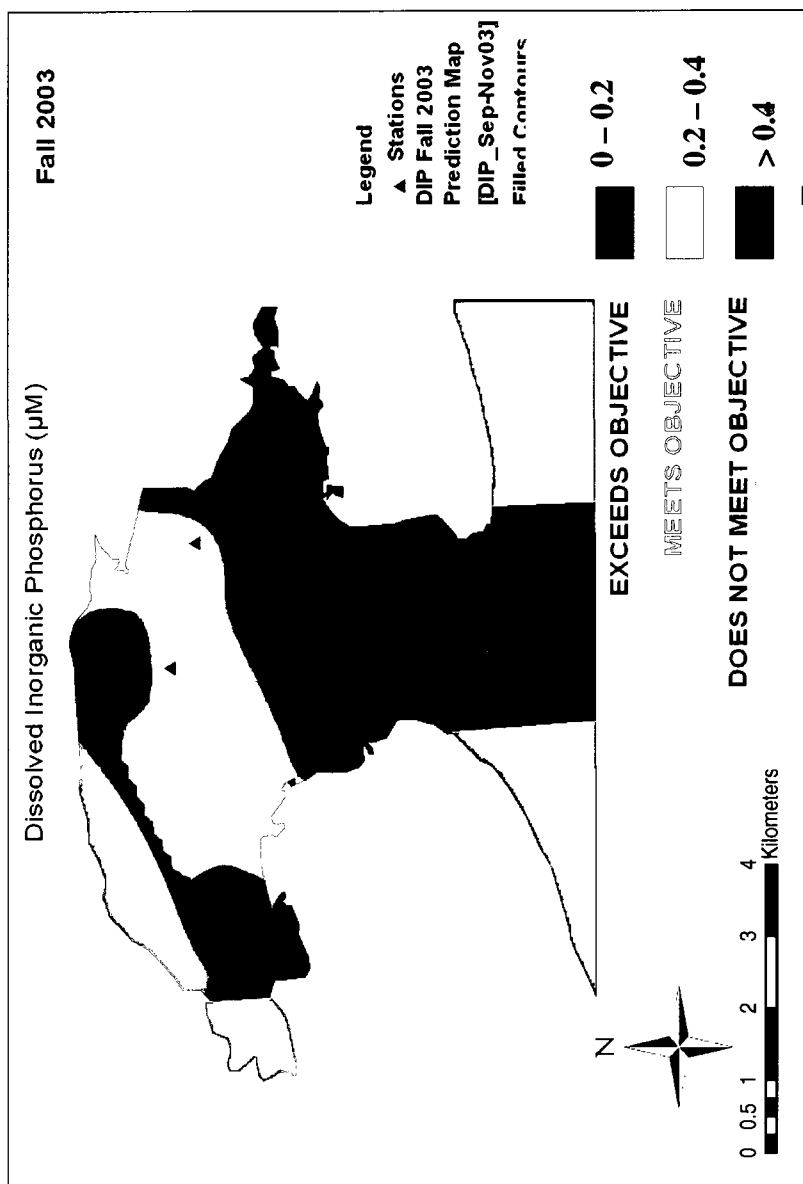 Dissolved Inorganic Phosphorus (µM)
Fall 2003
Legend
Stations
DIP Fall 2003
Prediction Map
[DIP_Sep-Nov03]
Filled Contours
EXCEEDS OBJECTIVE 0 – 0.2
MEETS OBJECTIVE 0.2 – 0.4
DOES NOT MEET OBJECTIVE > 0.4
N
0 0.5 1 2 3 4
Kilometers